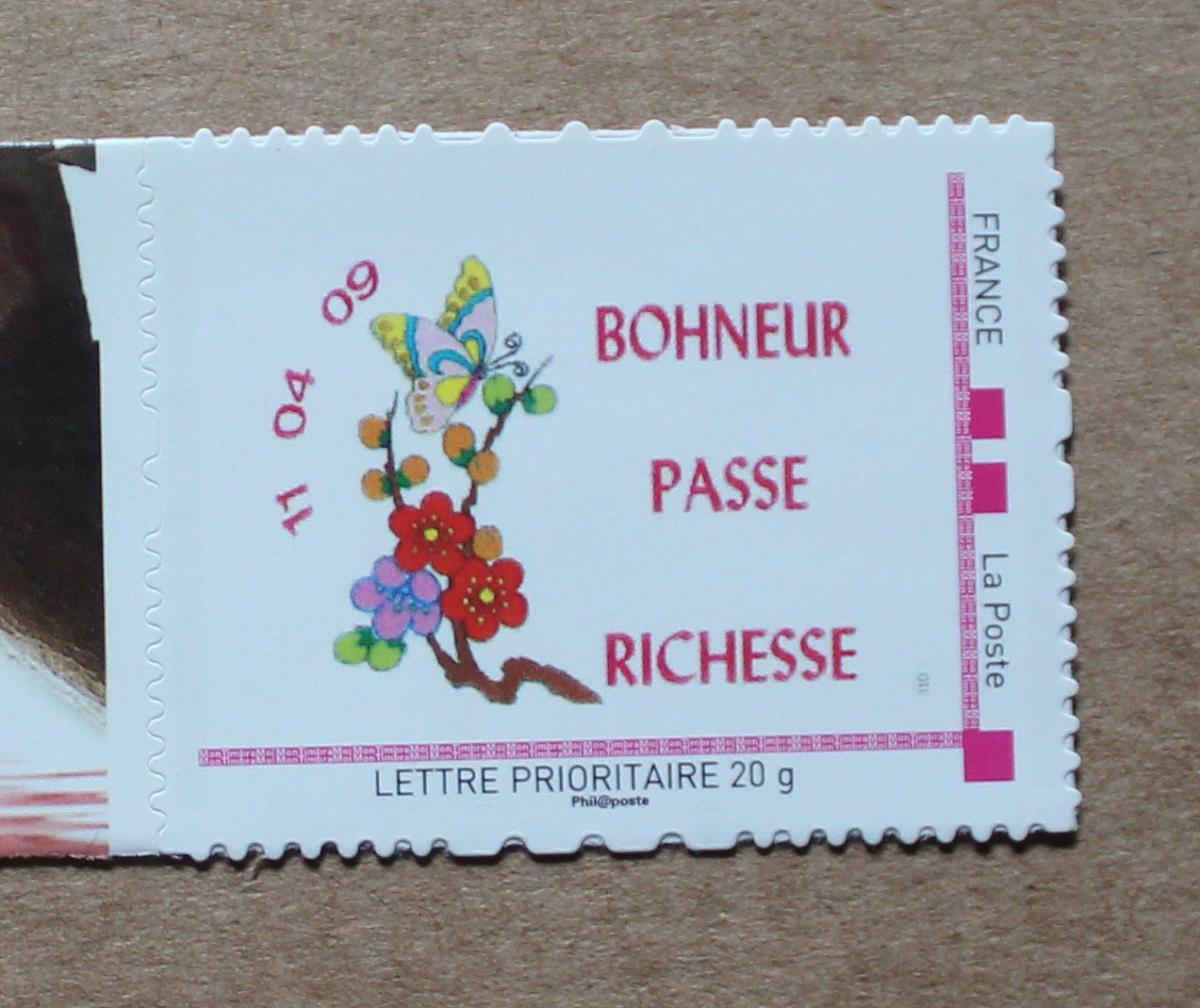 BOHNEUR
PASSE
RICHESSE
11 04 09
FRANCE
La Poste
LETTRE PRIORITAIRE 20 g
Phil@poste